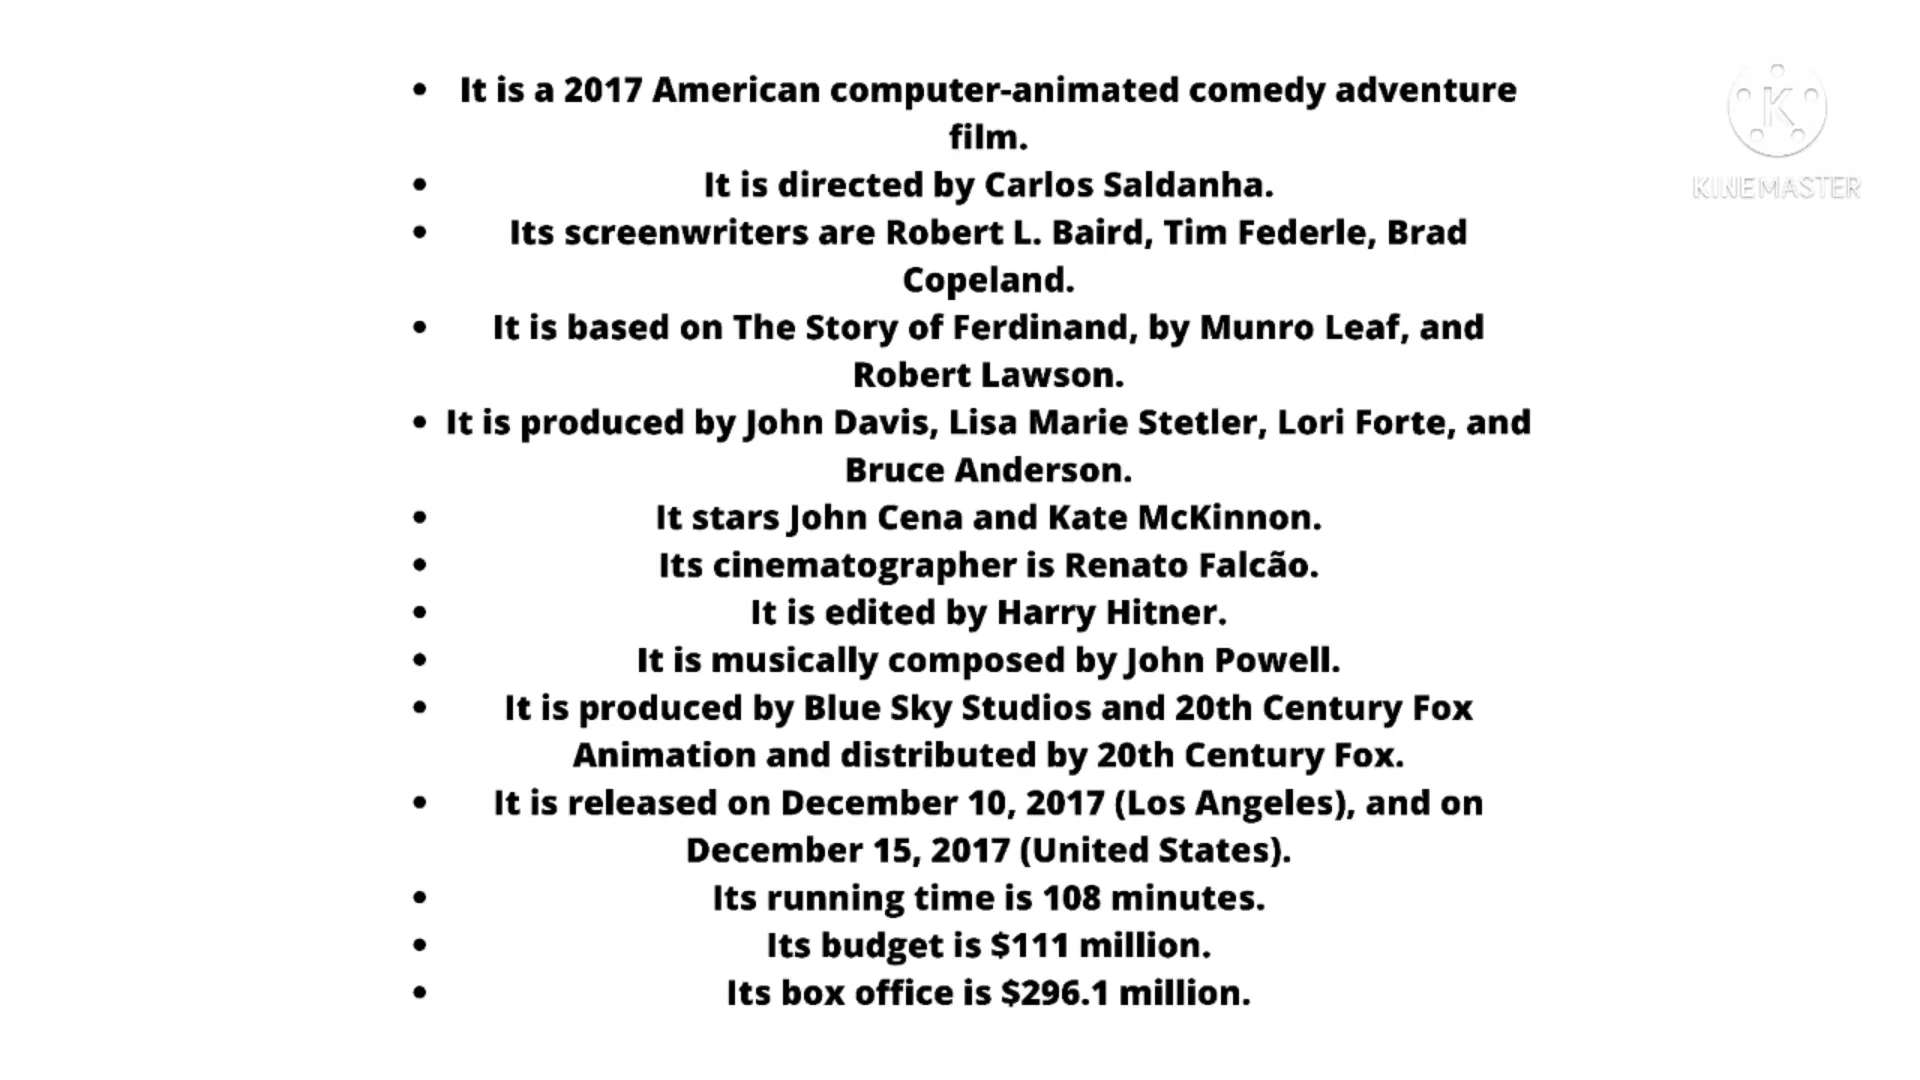 • It is a 2017 American computer-animated comedy adventure
film.
• It is directed by Carlos Saldanha.
• Its screenwriters are Robert L. Baird, Tim Federle, Brad
Copeland.
• It is based on The Story of Ferdinand, by Munro Leaf, and
Robert Lawson.
• It is produced by John Davis, Lisa Marie Stetler, Lori Forte, and
Bruce Anderson.
• It stars John Cena and Kate McKinnon.
• Its cinematographer is Renato Falcão.
• It is edited by Harry Hitner.
• It is musically composed by John Powell.
• It is produced by Blue Sky Studios and 20th Century Fox
Animation and distributed by 20th Century Fox.
• It is released on December 10, 2017 (Los Angeles), and on
December 15, 2017 (United States).
• Its running time is 108 minutes.
• Its budget is $111 million.
• Its box office is $296.1 million.
K
KINEMASTER